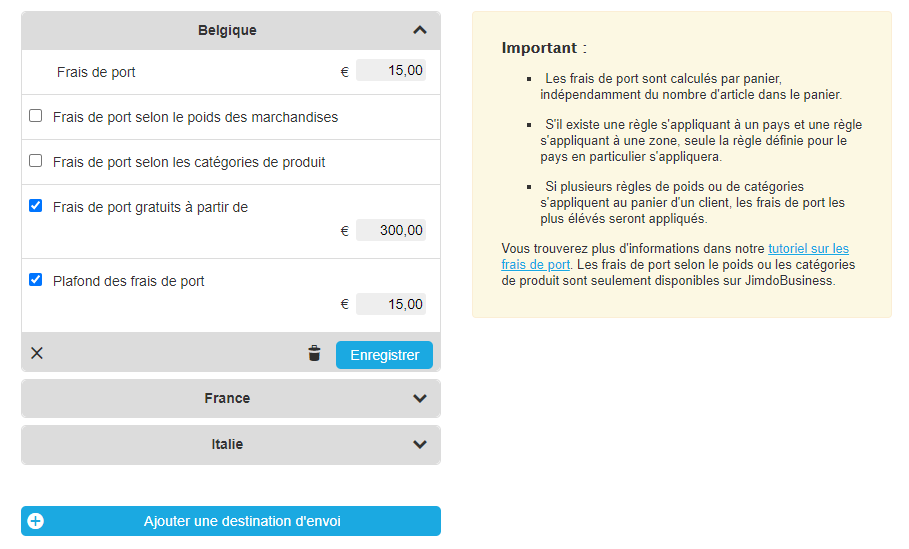 Belgique
Frais de port
€ 15,00
Frais de port selon le poids des marchandises
Frais de port selon les catégories de produit
Frais de port gratuits à partir de
€ 300,00
Plafond des frais de port
€ 15,00
Enregistrer
France
Italie
Ajouter une destination d'envoi
Important :
Les frais de port sont calculés par panier,
indépendamment du nombre d'article dans le panier.
S'il existe une règle s'appliquant à un pays et une règle
s'appliquant à une zone, seule la règle définie pour le
pays en particulier s'appliquera.
Si plusieurs règles de poids ou de catégories
s'appliquent au panier d'un client, les frais de port les
plus élévés seront appliqués.
Vous trouverez plus d'informations dans notre tutoriel sur les
frais de port. Les frais de port selon le poids ou les catégories
de produit sont seulement disponibles sur JimdoBusiness.